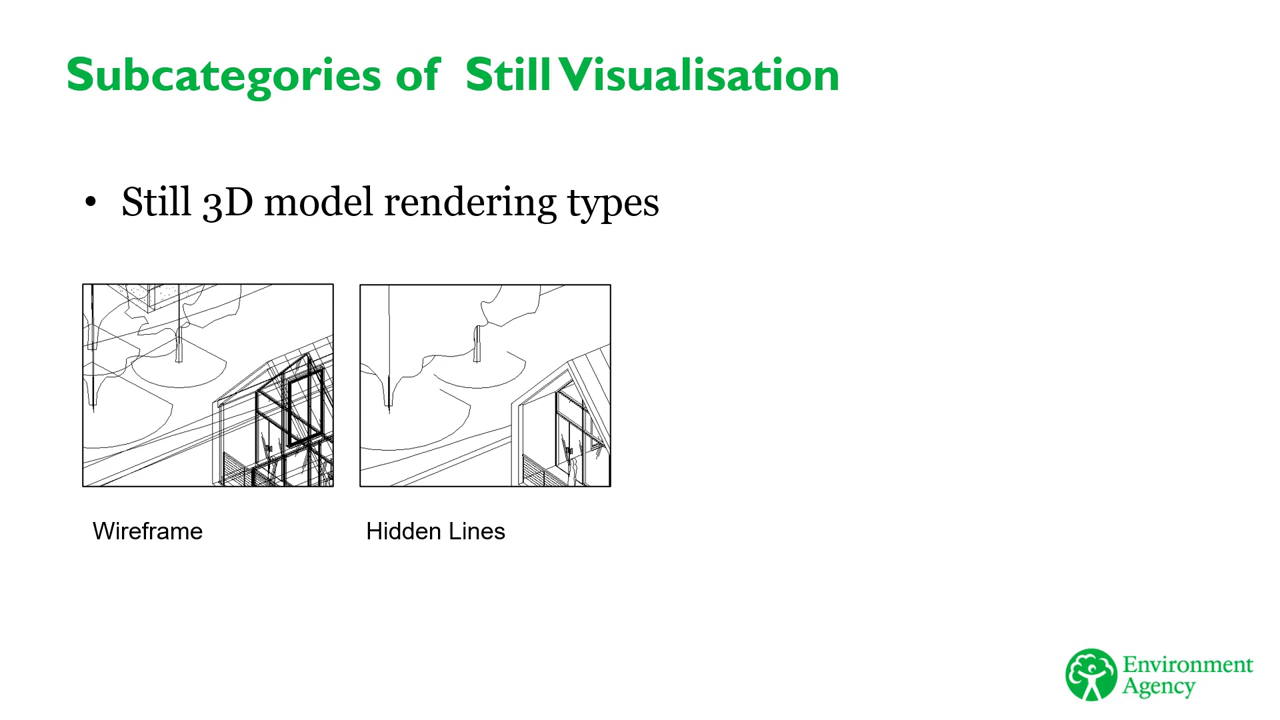 Subcategories of Still Visualisation
• Still 3D model rendering types
Wireframe
Hidden Lines
Environment
Agency